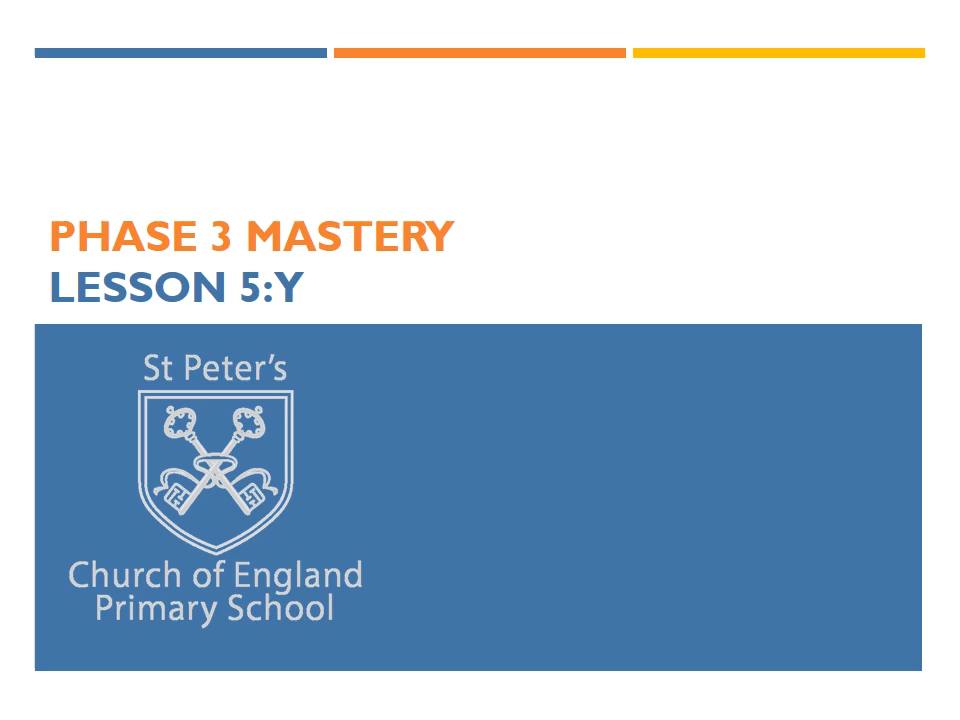 PHASE 3 MASTERY
LESSON 5:Y
St Peter's
Church of England
Primary School